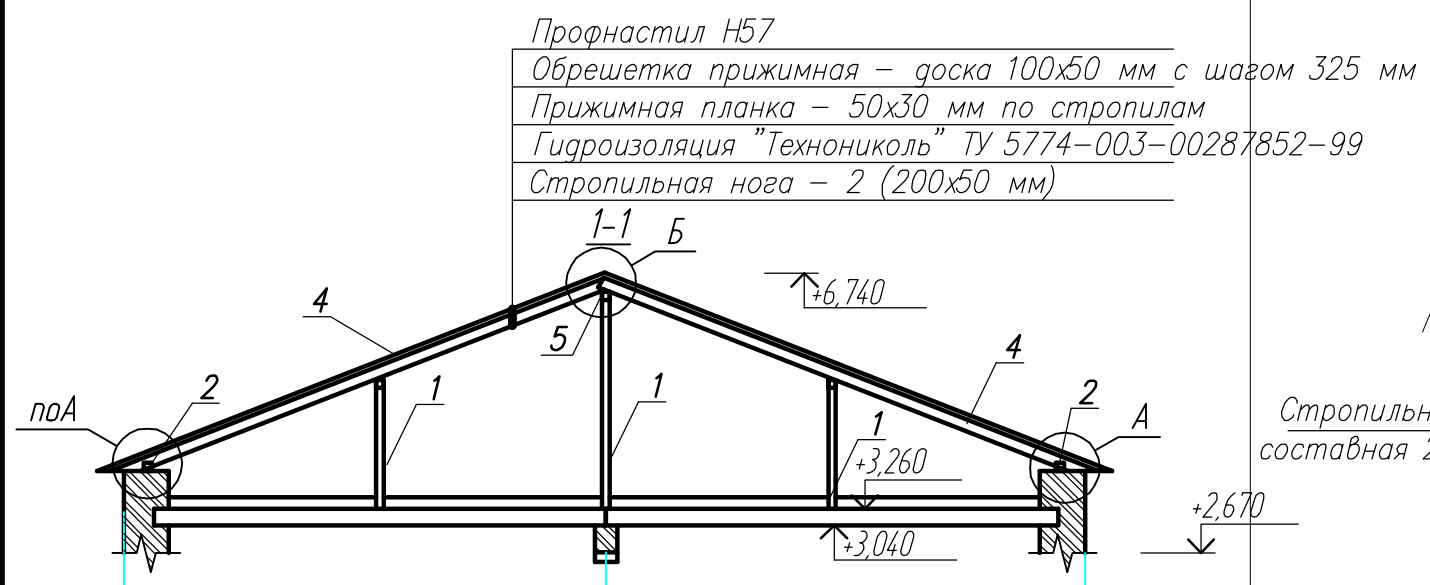 Профнастил Н57
Обрешетка прижимная – доска 100х50 мм с шагом 325 мм
Прижимная планка – 50х30 мм по стропилам
Гидроизоляция "Технониколь" ТУ 5774-003-00287852-99
Стропильная нога – 2 (200х50 мм)
1-1
Б
+6,740
4
5
4
2
1
1
2
поА
1
А
Стропильн
составная 2
+3,260
+2,670
+3,040